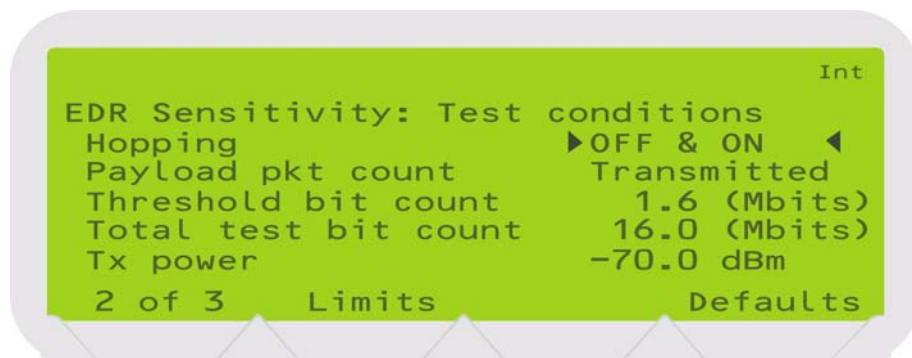 Int
EDR Sensitivity: Test conditions
Hopping ▶OFF & ON ◀
Payload pkt count Transmitted
Threshold bit count 1.6 (Mbits)
Total test bit count 16.0 (Mbits)
Tx power -70.0 dBm
2 of 3 Limits Defaults